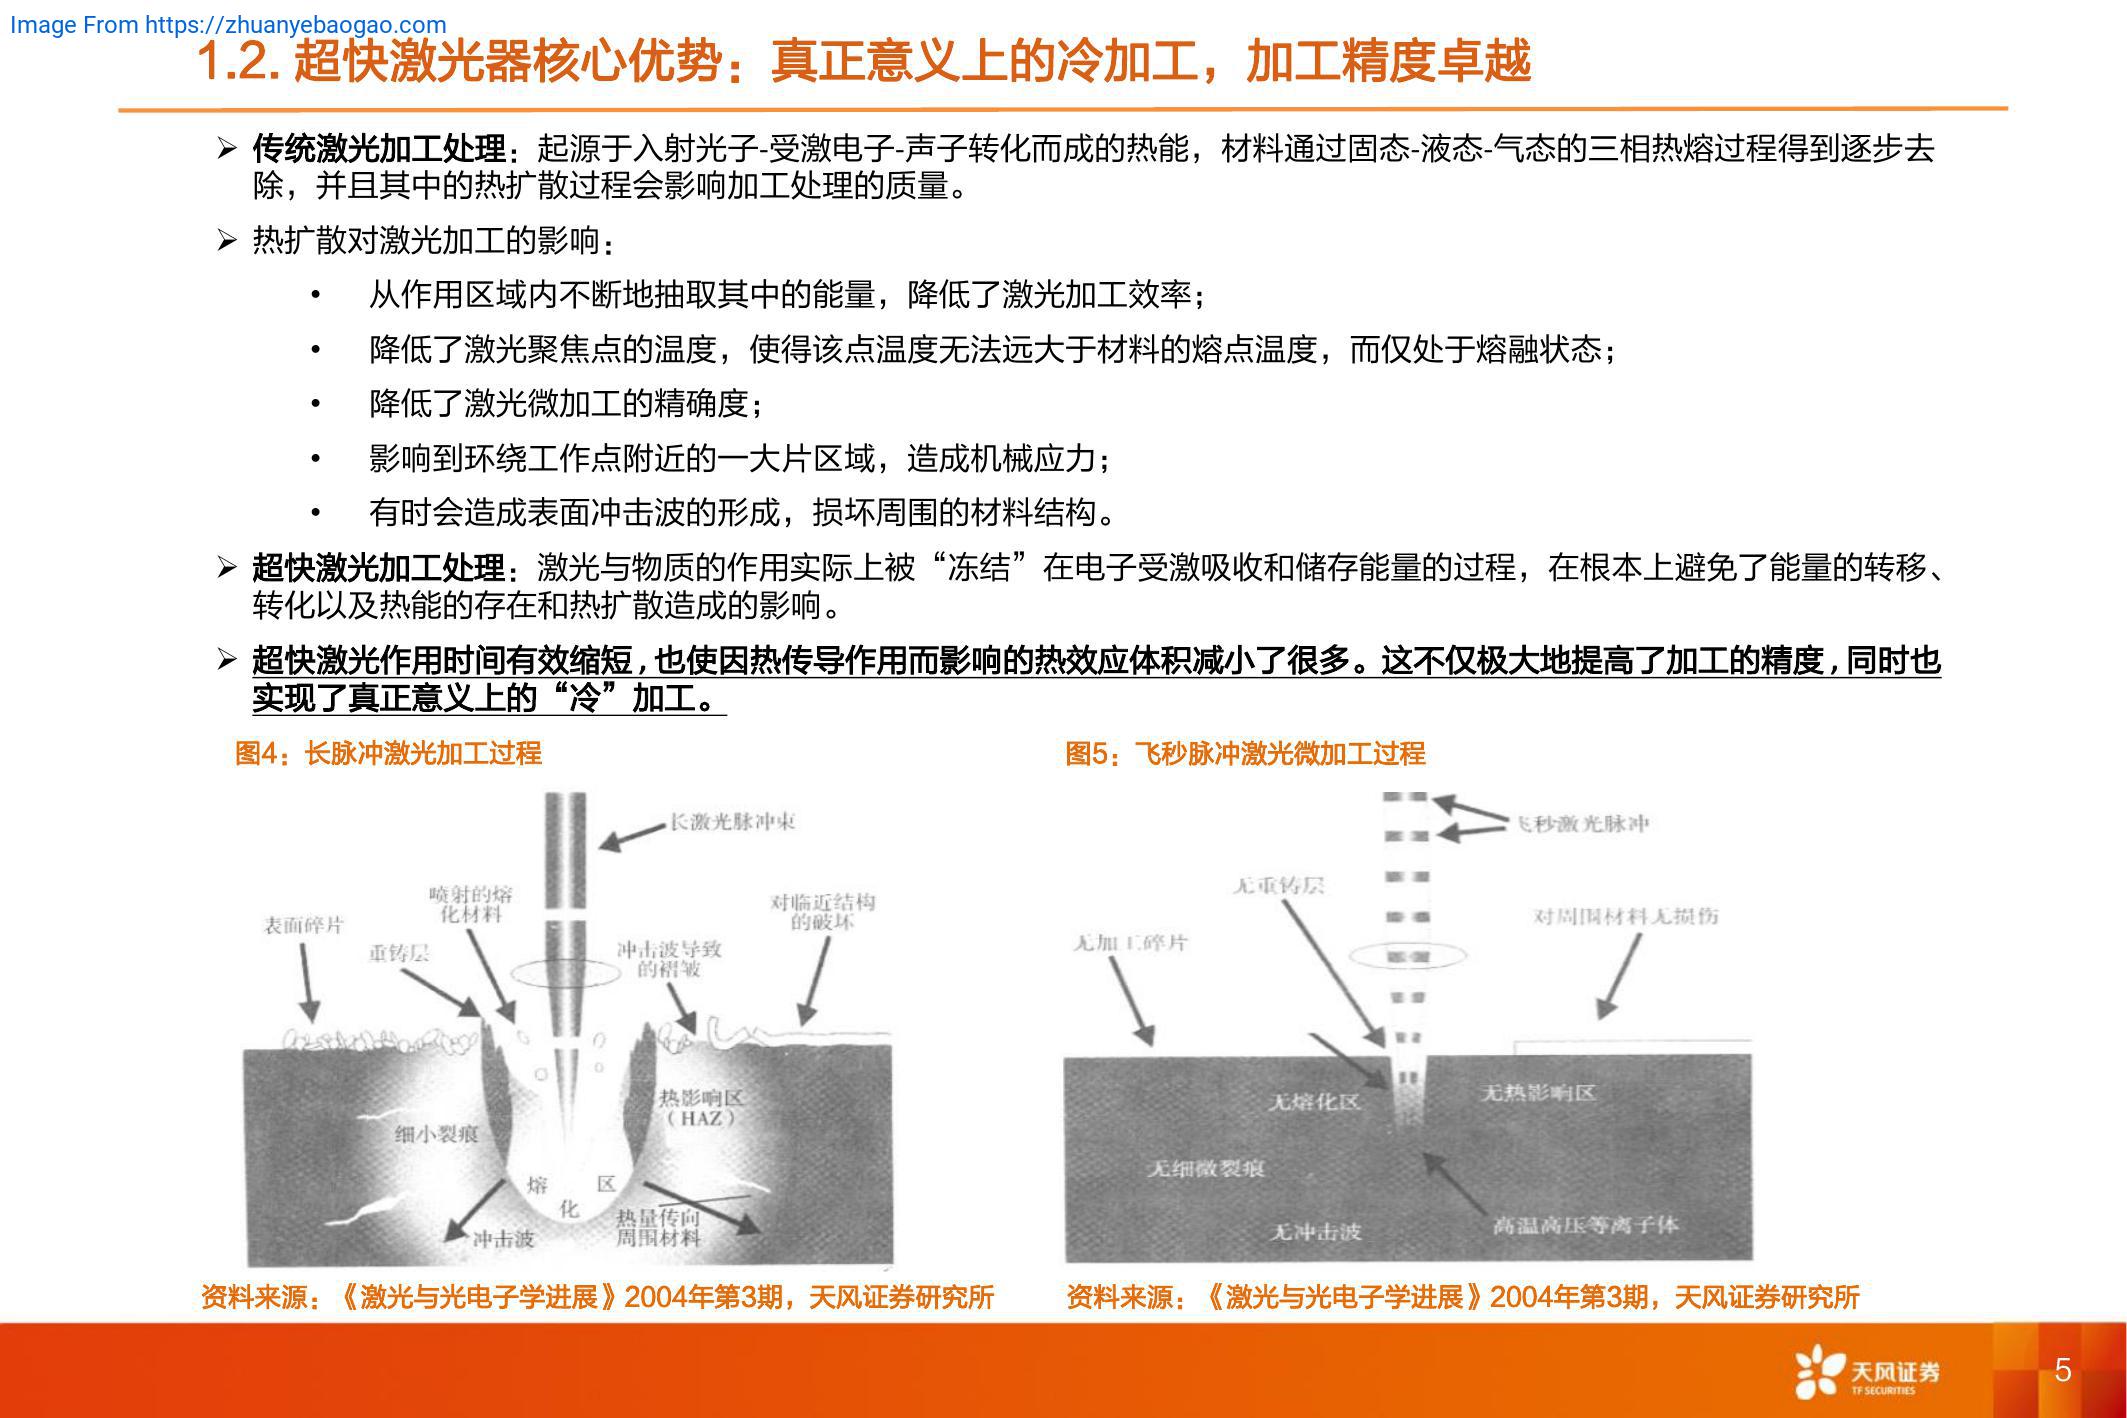 Image From https://zhuanyebaogao.com
1.2. 超快激光器核心优势：真正意义上的冷加工，加工精度卓越
➢ 传统激光加工处理：起源于入射光子-受激电子-声子转化而成的热能，材料通过固态-液态-气态的三相热熔过程得到逐步去
除，并且其中的热扩散过程会影响加工处理的质量。
➢ 热扩散对激光加工的影响：
• 从作用区域内不断地抽取其中的能量，降低了激光加工效率；
• 降低了激光聚焦点的温度，使得该点温度无法远大于材料的熔点温度，而仅处于熔融状态；
• 降低了激光微加工的精确度；
• 影响到环绕工作点附近的一大片区域，造成机械应力；
• 有时会造成表面冲击波的形成，损坏周围的材料结构。
➢ 超快激光加工处理：激光与物质的作用实际上被“冻结”在电子受激吸收和储存能量的过程，在根本上避免了能量的转移、
转化以及热能的存在和热扩散造成的影响。
➢ 超快激光作用时间有效缩短,也使因热传导作用而影响的热效应体积减小了很多。这不仅极大地提高了加工的精度,同时也
实现了真正意义上的“冷”加工。
图4：长脉冲激光加工过程
长激光脉冲束
喷射的熔
化材料
对临近结构
的破坏
表面碎片
重铸层
冲击波导致
的褶皱
热影响区
（HAZ）
细小裂痕
熔 区
化
热量传向
周围材料
冲击波
资料来源：《激光与光电子学进展》2004年第3期，天风证券研究所
图5：飞秒脉冲激光微加工过程
飞秒激光脉冲
无重铸层
对周围材料无损伤
无加工碎片
无熔化区
无热影响区
无细微裂痕
高温高压等离子体
无冲击波
资料来源：《激光与光电子学进展》2004年第3期，天风证券研究所
天风证券
TF SECURITIES
5